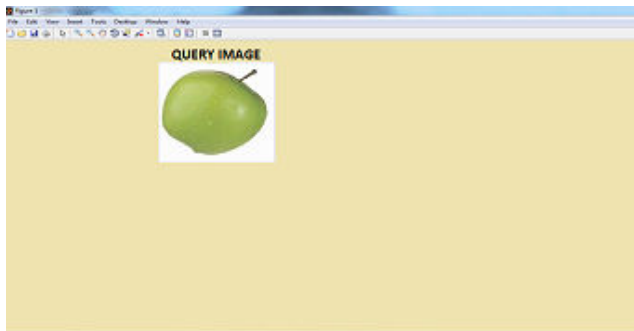 Figure 1
File Edit View Insert Tools Desktop Window Help
QUERY IMAGE